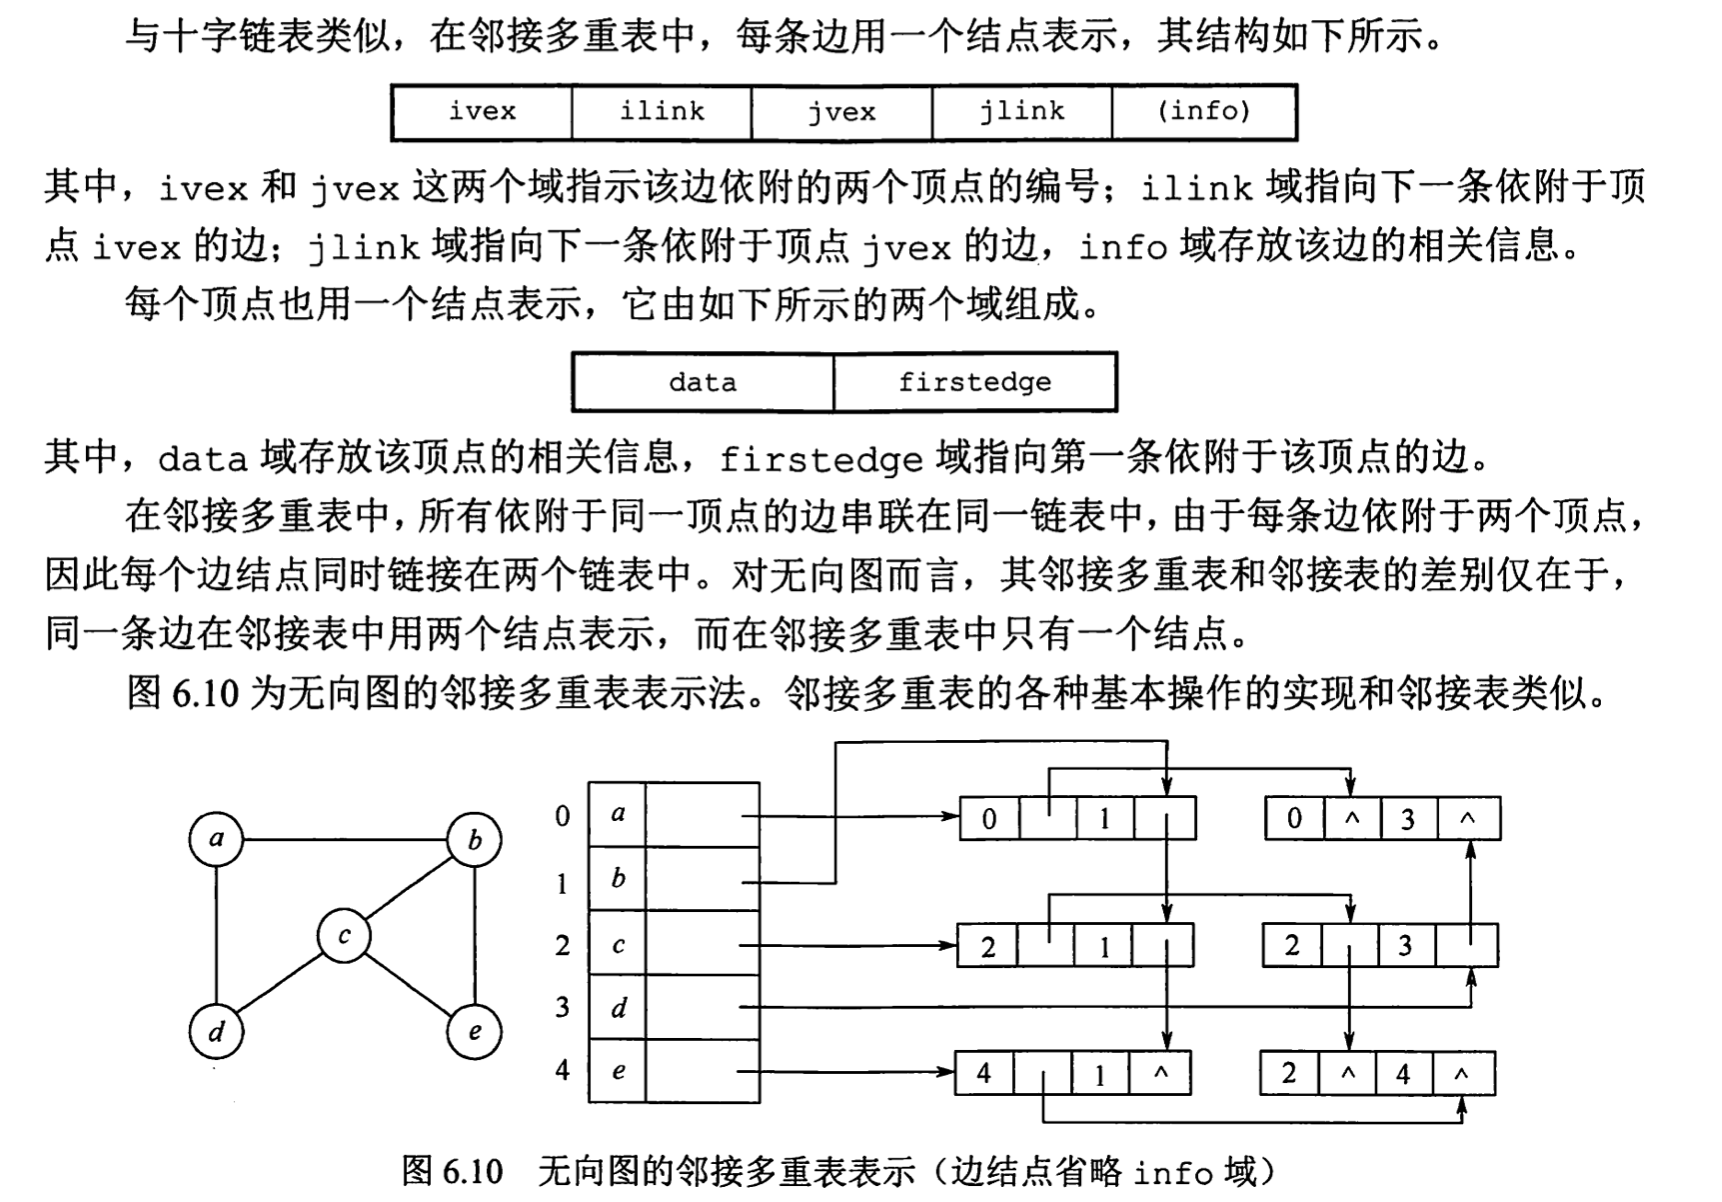 与十字链表类似，在邻接多重表中，每条边用一个结点表示，其结构如下所示。
ivex ilink jvex jlink (info)
其中，ivex 和 jvex 这两个域指示该边依附的两个顶点的编号；ilink 域指向下一条依附于顶
点 ivex 的边；jlink 域指向下一条依附于顶点 jvex 的边，info 域存放该边的相关信息。
每个顶点也用一个结点表示，它由如下所示的两个域组成。
data firstedge
其中，data 域存放该顶点的相关信息，firstedge 域指向第一条依附于该顶点的边。
在邻接多重表中，所有依附于同一顶点的边串联在同一链表中，由于每条边依附于两个顶点，
因此每个边结点同时链接在两个链表中。对无向图而言，其邻接多重表和邻接表的差别仅在于，
同一条边在邻接表中用两个结点表示，而在邻接多重表中只有一个结点。
图 6.10 为无向图的邻接多重表表示法。邻接多重表的各种基本操作的实现和邻接表类似。
a b
c
d e
0 a 0 1 0 ^ 3 ^
1 b
2 c 2 1 2 3
3 d
4 e 4 1 ^ 2 ^ 4 ^
图 6.10 无向图的邻接多重表表示（边结点省略 info 域）